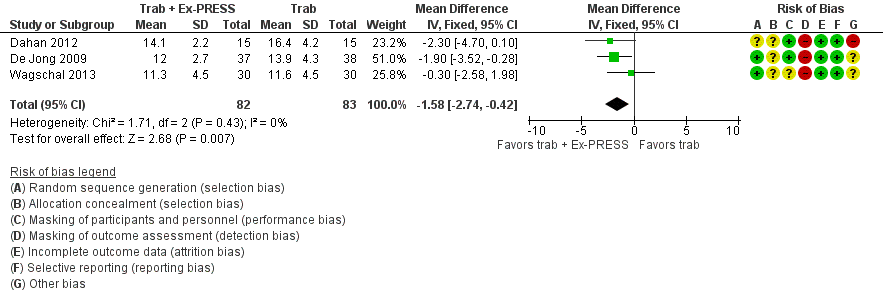 Trab + Ex-PRESS Trab Mean Difference Mean Difference Risk of Bias
Study or Subgroup Mean SD Total Mean SD Total Weight IV, Fixed, 95% CI IV, Fixed, 95% CI A B C D E F G
Dahan 2012 14.1 2.2 15 16.4 4.2 15 23.2% -2.30 [-4.70, 0.10] ? ? + − + + −
De Jong 2009 12 2.7 37 13.9 4.3 38 51.0% -1.90 [-3.52, -0.28] + + + − + + ?
Wagschal 2013 11.3 4.5 30 11.6 4.5 30 25.8% -0.30 [-2.58, 1.98] + ? ? − + + ?
Total (95% CI) 82 83 100.0% -1.58 [-2.74, -0.42]
Heterogeneity: Chi² = 1.71, df = 2 (P = 0.43); I² = 0%
Test for overall effect: Z = 2.68 (P = 0.007)
-10 -5 0 5 10
Favors trab + Ex-PRESS Favors trab
Risk of bias legend
(A) Random sequence generation (selection bias)
(B) Allocation concealment (selection bias)
(C) Masking of participants and personnel (performance bias)
(D) Masking of outcome assessment (detection bias)
(E) Incomplete outcome data (attrition bias)
(F) Selective reporting (reporting bias)
(G) Other bias